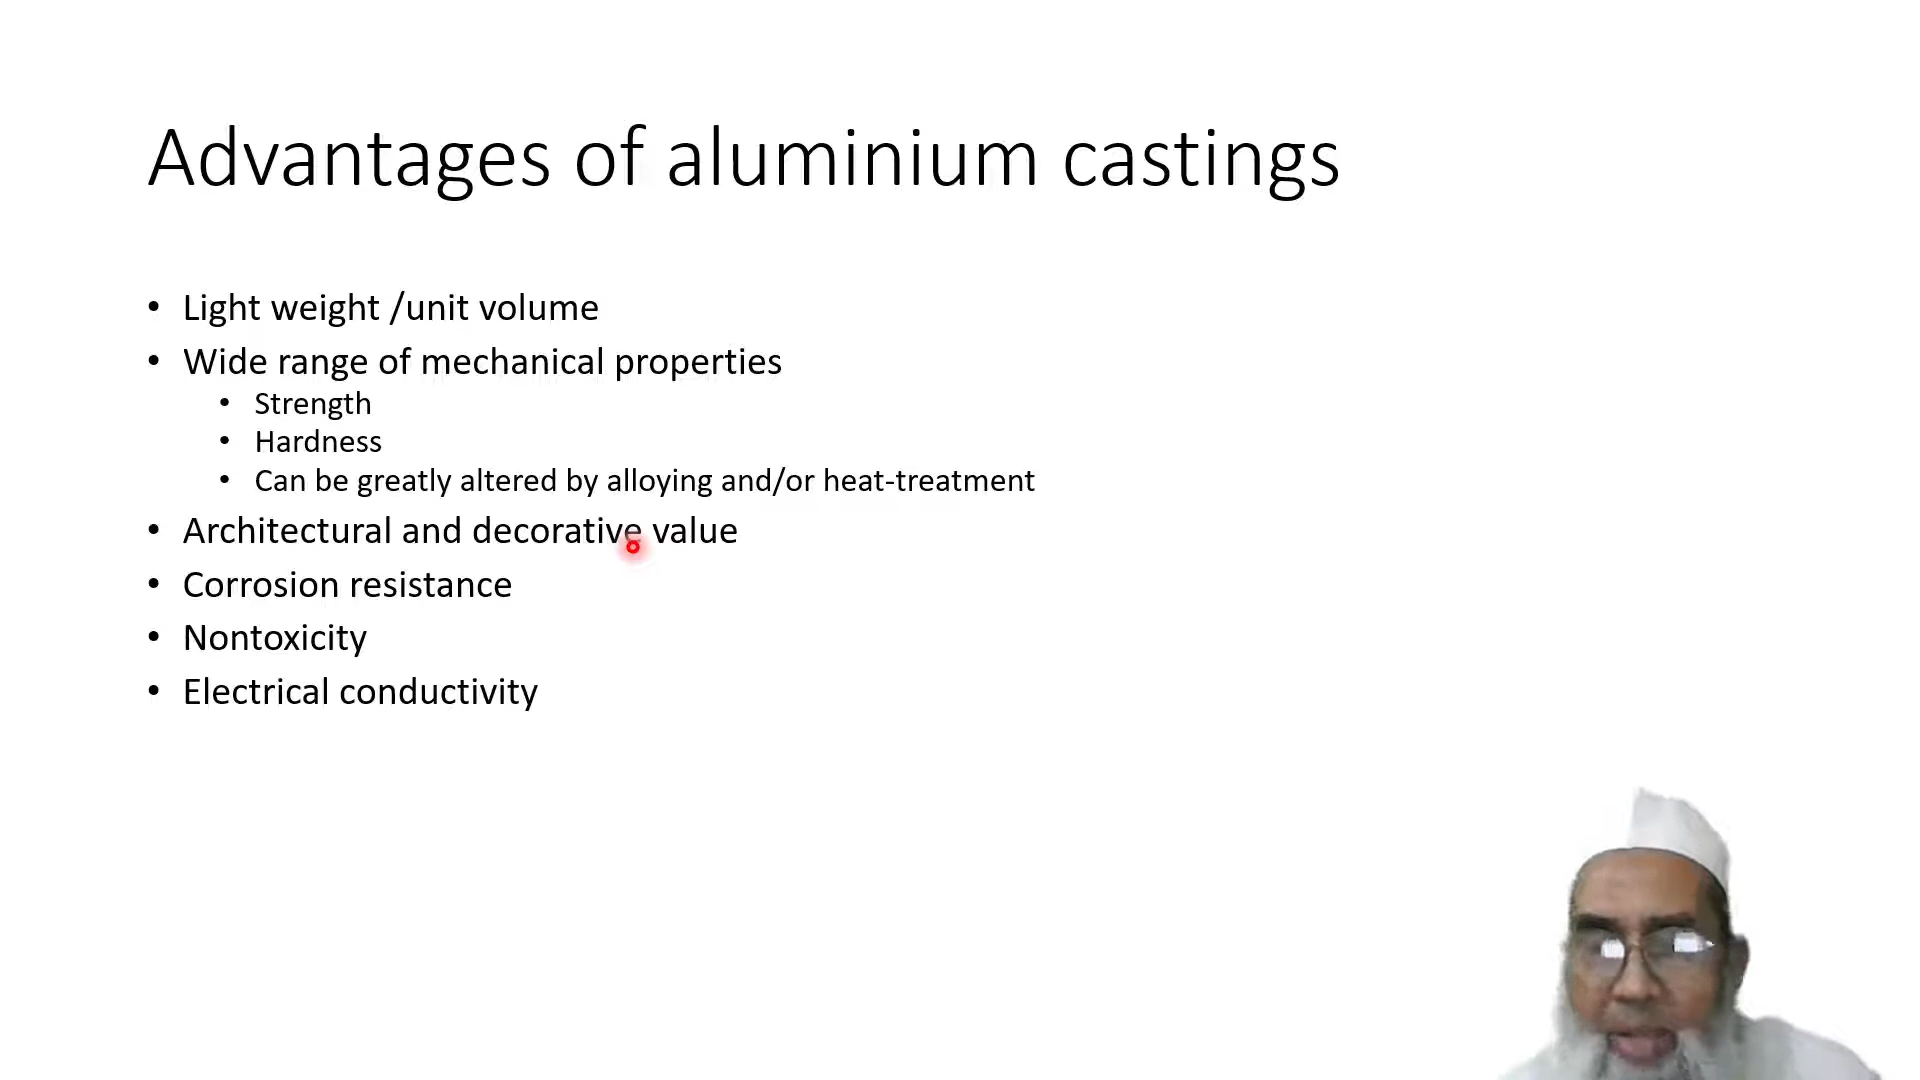 Advantages of aluminium castings
• Light weight /unit volume
• Wide range of mechanical properties
• Strength
• Hardness
• Can be greatly altered by alloying and/or heat-treatment
• Architectural and decorative value
• Corrosion resistance
• Nontoxicity
• Electrical conductivity